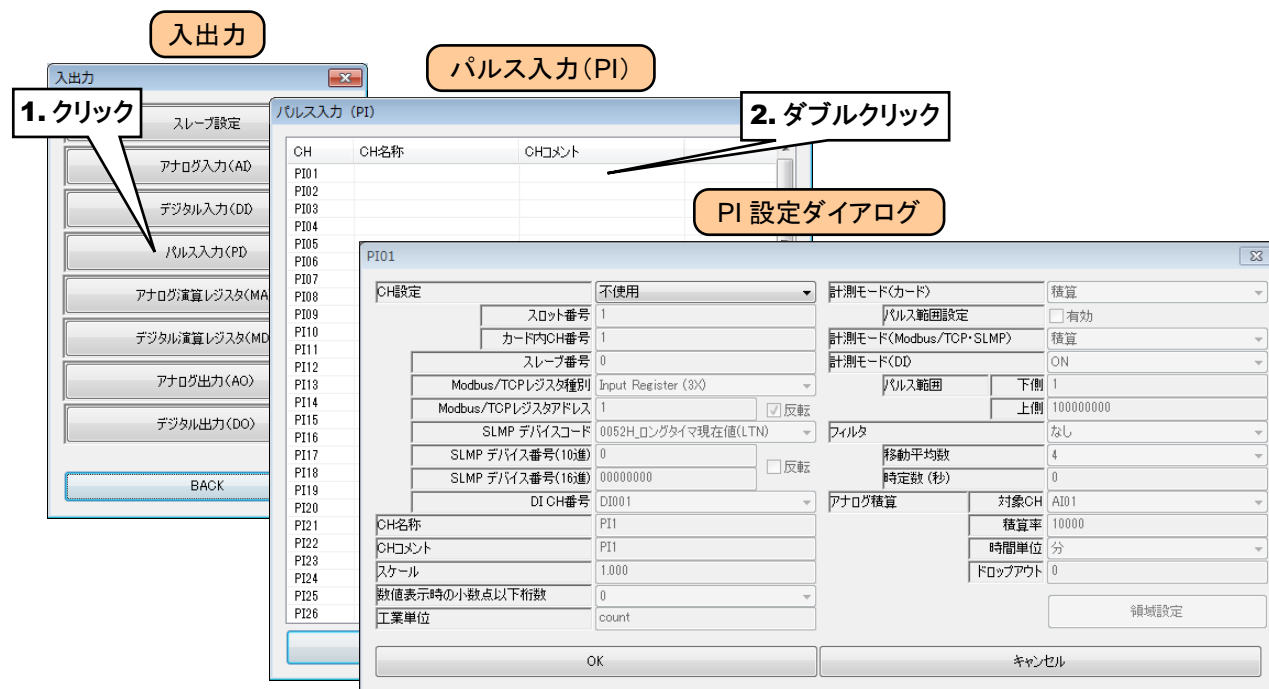 入出力
パルス入力（PI）
入出力
1. クリック
スレーブ設定
アナログ入力(AI)
デジタル入力(DI)
パルス入力(PI)
アナログ演算レジスタ(MA
デジタル演算レジスタ(MD
アナログ出力(AO)
デジタル出力(DO)
BACK
パルス入力 (PI)
2. ダブルクリック
CH CH名称 CHコメント
PI01
PI02
PI03
PI04
PI05
PI06
PI07
PI08
PI09
PI10
PI11
PI12
PI13
PI14
PI15
PI16
PI17
PI18
PI19
PI20
PI21
PI22
PI23
PI24
PI25
PI26
PI 設定ダイアログ
PI01
CH設定 不使用
スロット番号 1
カード内CH番号 1
スレーブ番号 0
Modbus/TCPレジスタ種別 Input Register (3X)
Modbus/TCPレジスタアドレス 1 反転
SLMP デバイスコード 0052H_ロングタイマ現在値(LTN)
SLMP デバイス番号(10進) 0
反転
SLMP デバイス番号(16進) 00000000
DI CH番号 DI001
CH名称 PI1
CHコメント PI1
スケール 1.000
数値表示時の小数点以下桁数 0
工業単位 count
計測モード(カード) 積算
パルス範囲設定 有効
計測モード(Modbus/TCP・SLMP) 積算
計測モード(DI) ON
パルス範囲 下側 1
上側 100000000
フィルタ なし
移動平均数 4
時定数 (秒) 0
アナログ積算 対象CH AI01
積算率 10000
時間単位 分
ドロップアウト 0
領域設定
OK
キャンセル